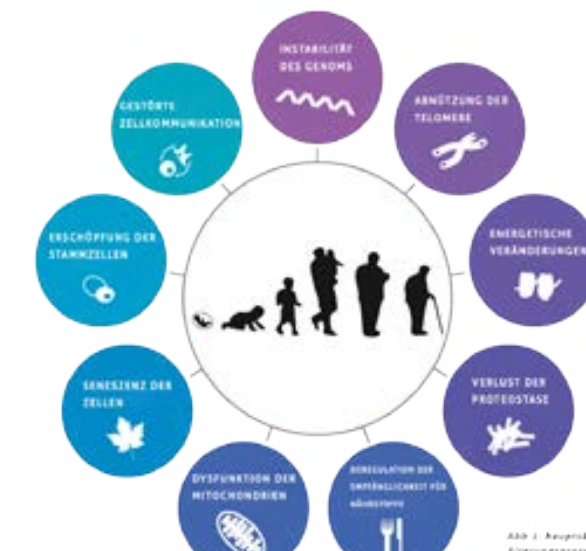 INSTABILITÄT
DES GENOMS
ABNÜTZUNG DER
TELOMERE
ENERGETISCHE
VERÄNDERUNGEN
VERLUST DER
PROTEOSTASE
DEREGULATION DER
EMPFÄNGLICHKEIT FÜR
NÄHRSTOFFE
DYSFUNKTION DER
MITOCHONDRIEN
SENESZENZ DER
ZELLEN
ERSCHÖPFUNG DER
STAMMZELLEN
GESTÖRTE
ZELLKOMMUNIKATION
Abb